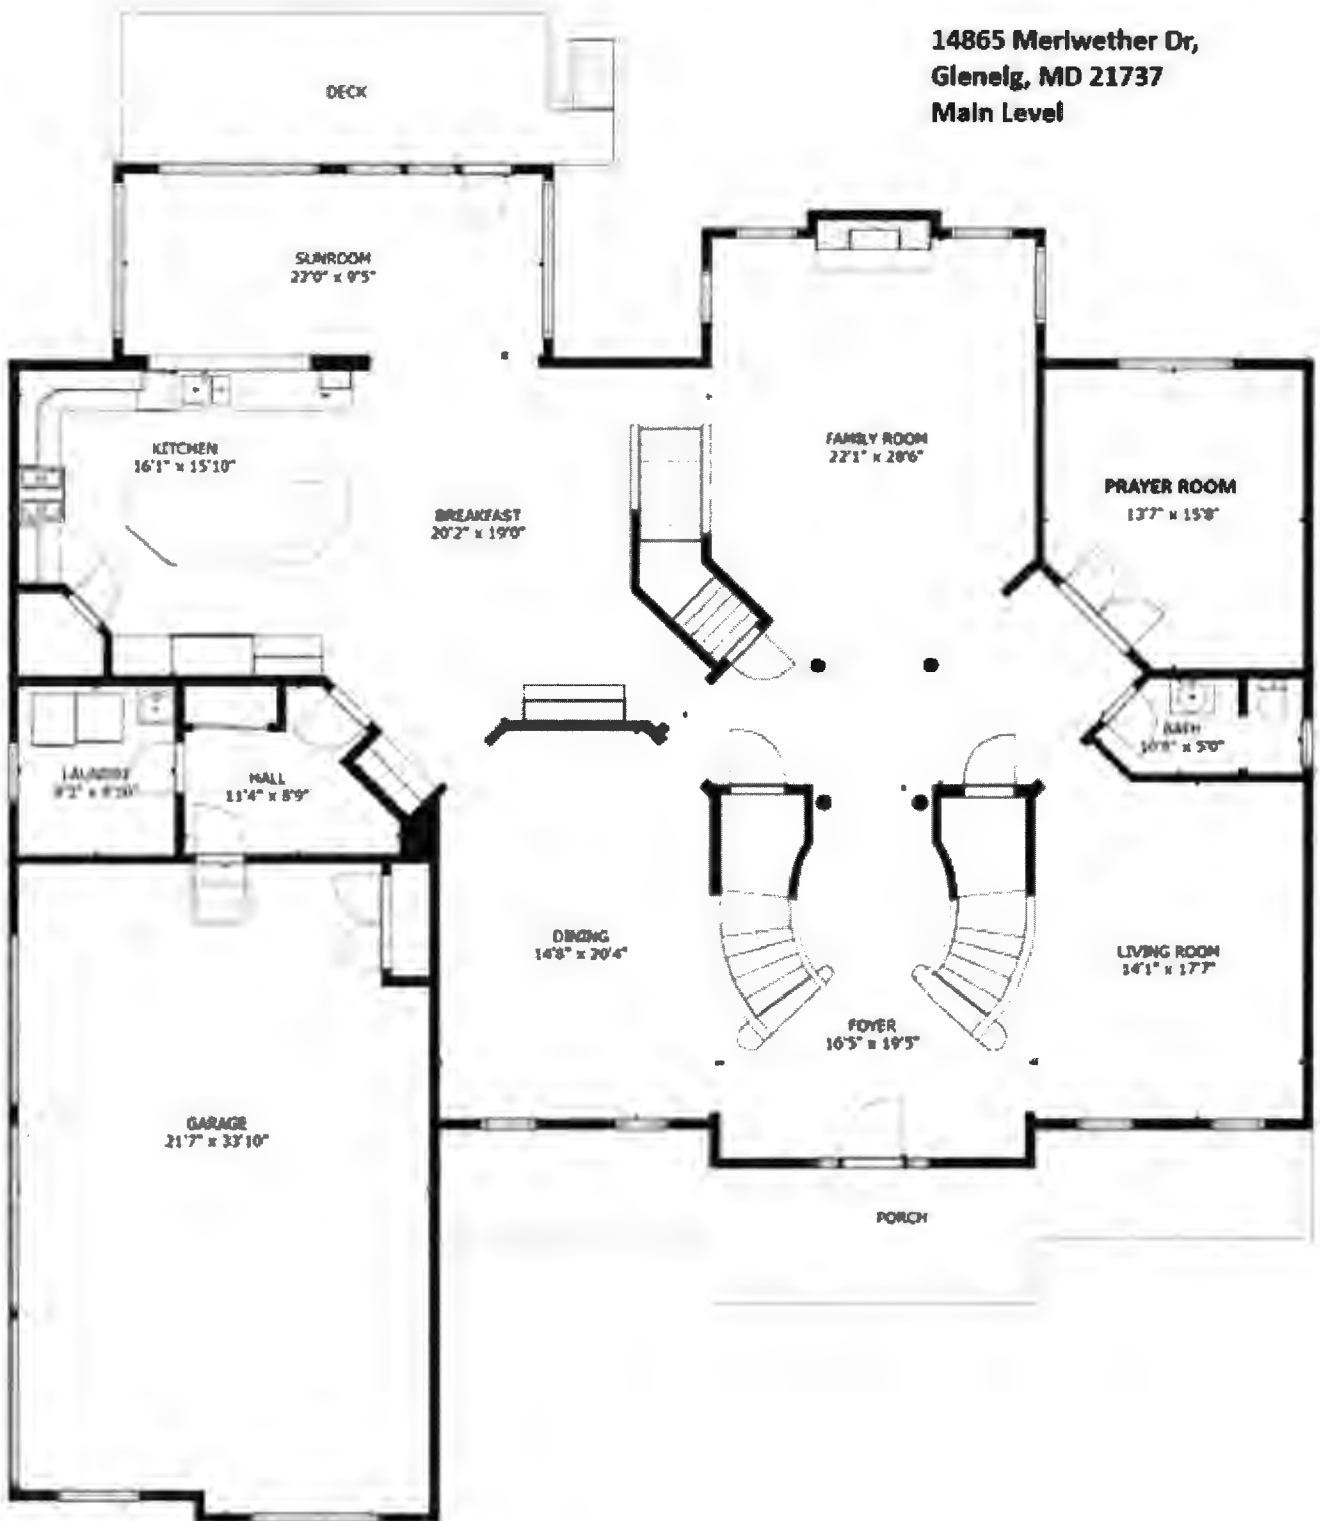 14865 Meriwether Dr,
Glenelg, MD 21737
Main Level
DECK
SUNROOM
22'0" x 9'5"
KITCHEN
16'1" x 15'10"
BREAKFAST
20'2" x 19'0"
FAMILY ROOM
22'1" x 28'6"
PRAYER ROOM
13'7" x 15'8"
LAUNDRY
BATH
HALL
11'4" x 8'9"
DINING
14'8" x 20'4"
LIVING ROOM
14'1" x 17'7"
FOYER
16'5" x 19'5"
GARAGE
21'7" x 33'10"
PORCH